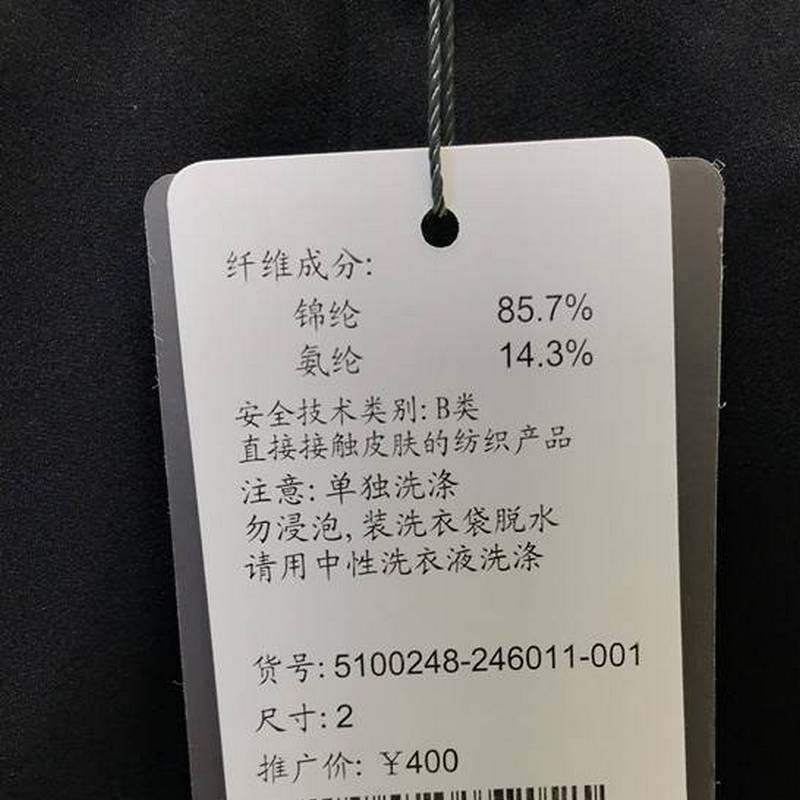 纤维成分:
锦纶 85.7%
氨纶 14.3%
安全技术类别: B类
直接接触皮肤的纺织产品
注意: 单独洗涤
勿浸泡, 装洗衣袋脱水
请用中性洗衣液洗涤
货号: 5100248-246011-001
尺寸: 2
推广价: ￥400